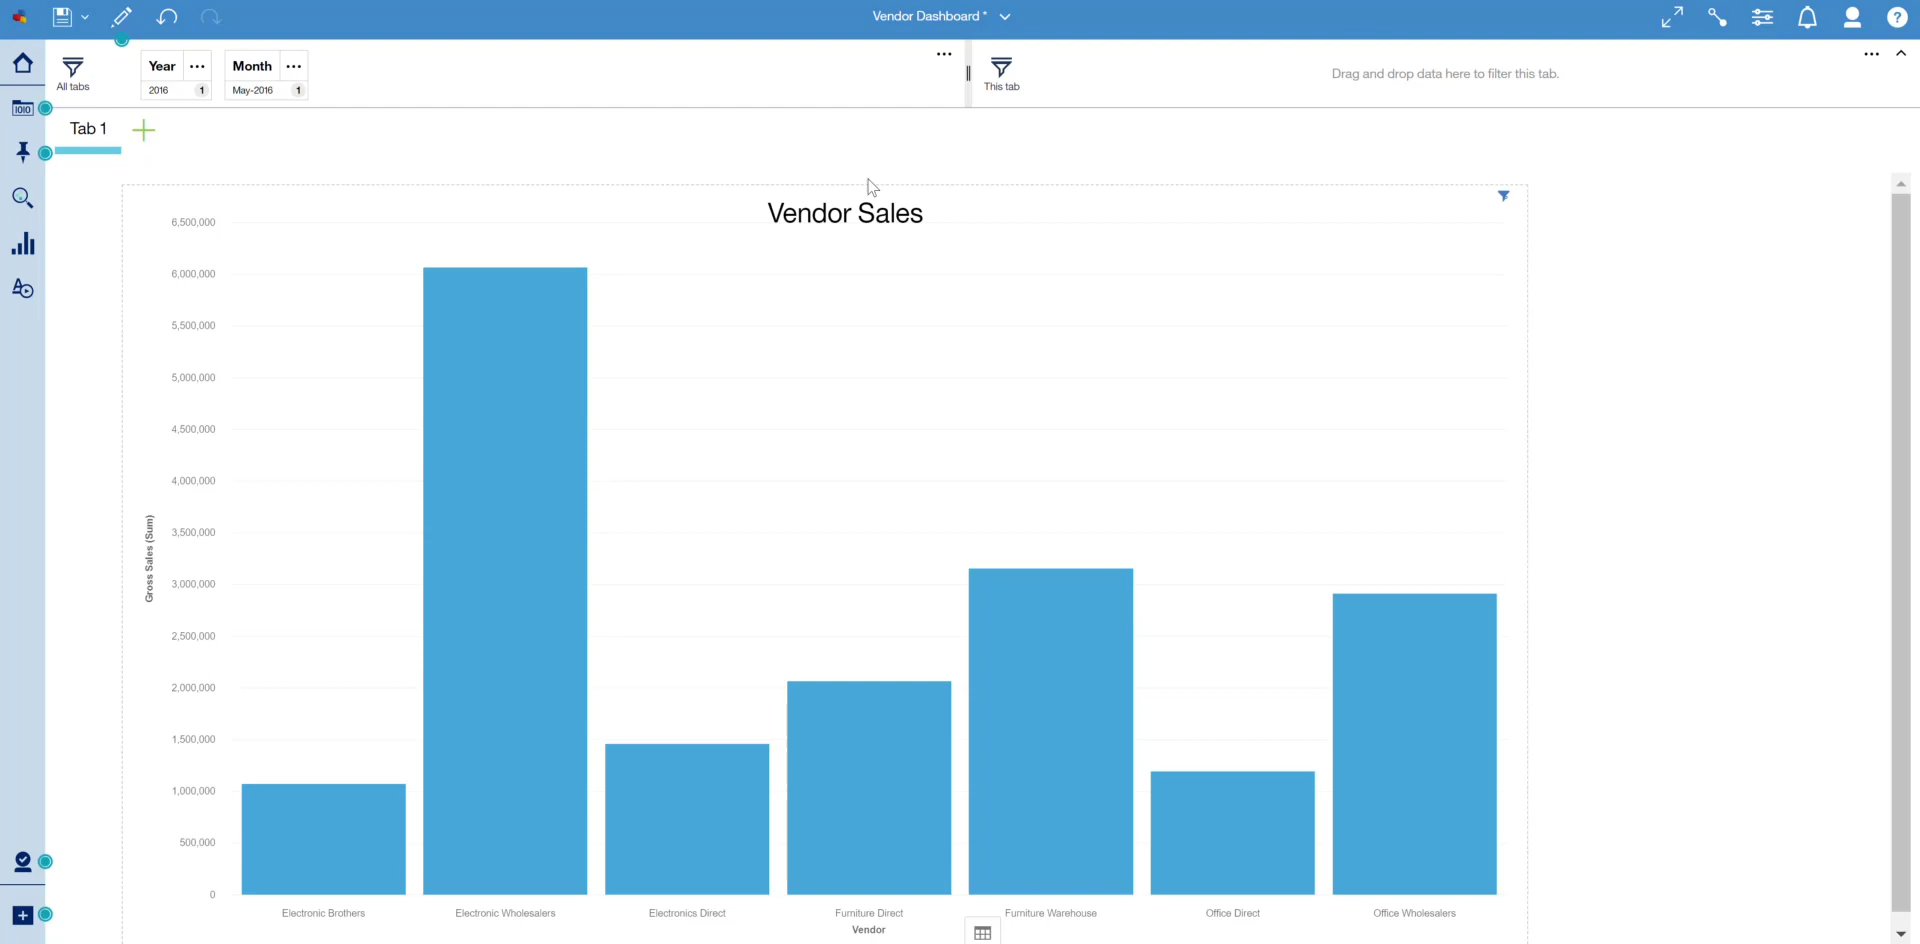 Vendor Dashboard *
?
All tabs
Year ...
2016 1
Month ...
May-2016 1
...
This tab
Drag and drop data here to filter this tab.
...
IOIO
Tab 1
Vendor Sales
6,500,000
6,000,000
5,500,000
5,000,000
4,500,000
4,000,000
3,500,000
3,000,000
2,500,000
2,000,000
1,500,000
1,000,000
500,000
0
Gross Sales (Sum)
Electronic Brothers
Electronic Wholesalers
Electronics Direct
Furniture Direct
Furniture Warehouse
Office Direct
Office Wholesalers
Vendor